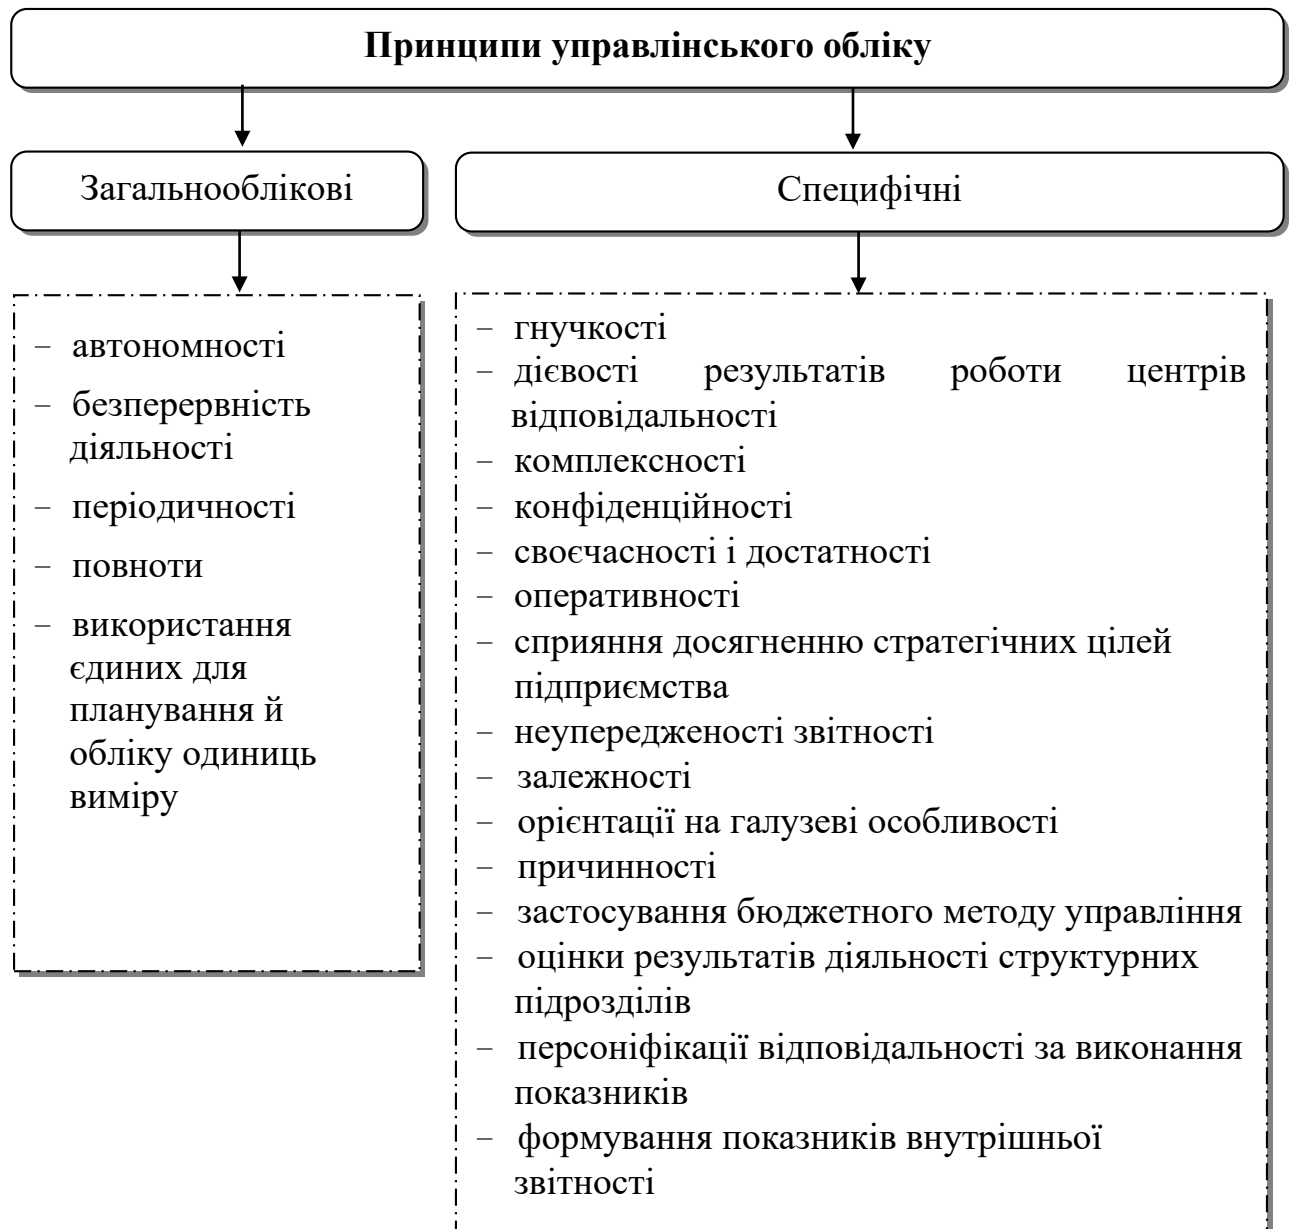 Принципи управлінського обліку
Загальнооблікові
− автономності
− безперервність
діяльності
− періодичності
− повноти
− використання
єдиних для
планування й
обліку одиниць
виміру
Специфічні
− гнучкості
− дієвості результатів роботи центрів
відповідальності
− комплексності
− конфіденційності
− своєчасності і достатності
− оперативності
− сприяння досягненню стратегічних цілей
підприємства
− неупередженості звітності
− залежності
− орієнтації на галузеві особливості
− причинності
− застосування бюджетного методу управління
− оцінки результатів діяльності структурних
підрозділів
− персоніфікації відповідальності за виконання
показників
− формування показників внутрішньої
звітності